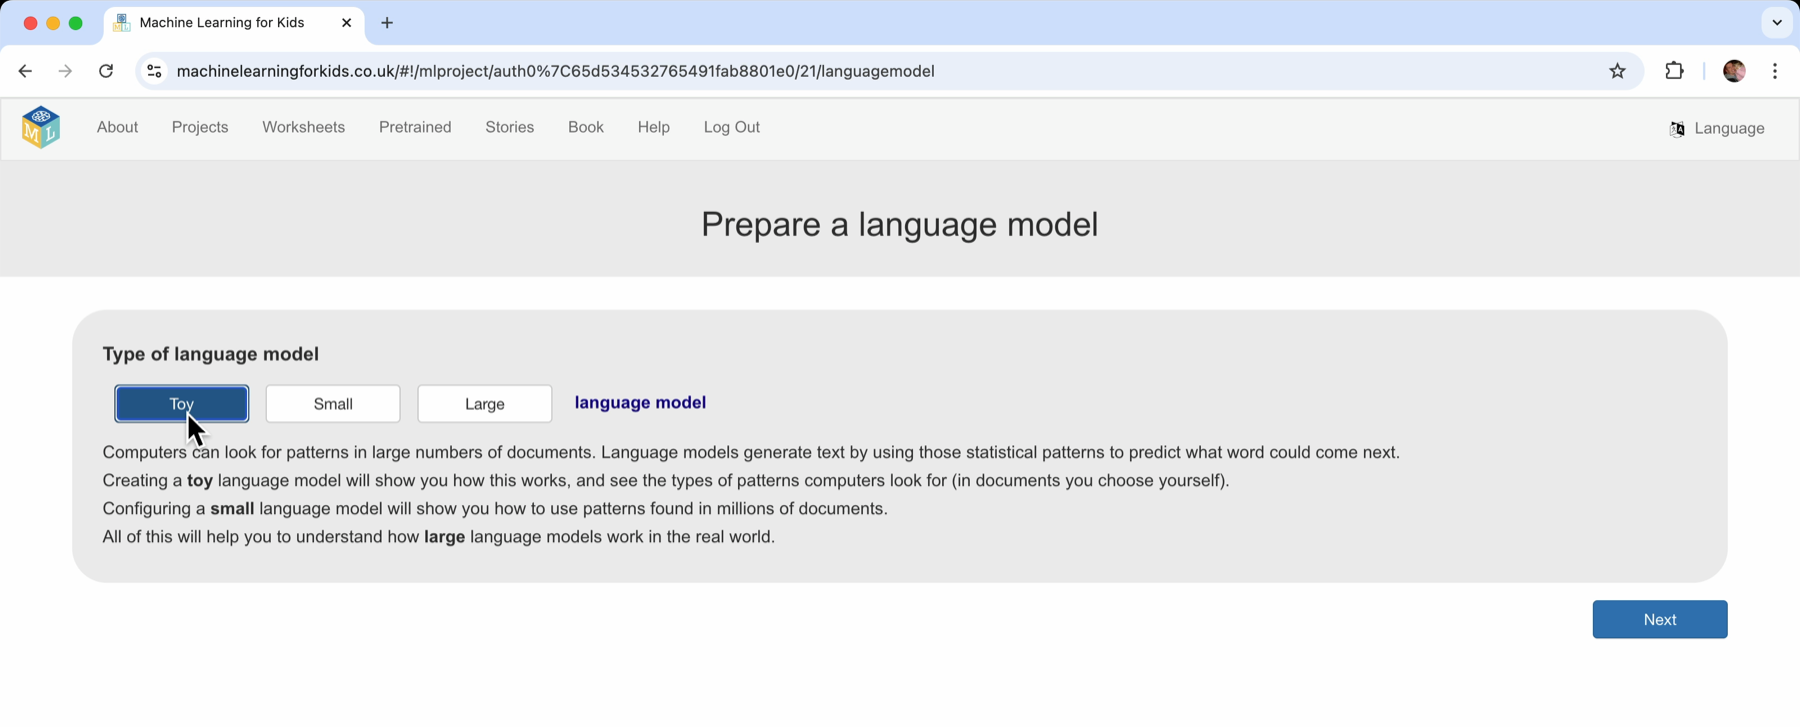 Machine Learning for Kids
machinelearningforkids.co.uk/#!/mlproject/auth0%7C65d534532765491fab8801e0/21/languagemodel
ML About Projects Worksheets Pretrained Stories Book Help Log Out Language
Prepare a language model
Type of language model
Toy Small Large language model
Computers can look for patterns in large numbers of documents. Language models generate text by using those statistical patterns to predict what word could come next.
Creating a toy language model will show you how this works, and see the types of patterns computers look for (in documents you choose yourself).
Configuring a small language model will show you how to use patterns found in millions of documents.
All of this will help you to understand how large language models work in the real world.
Next